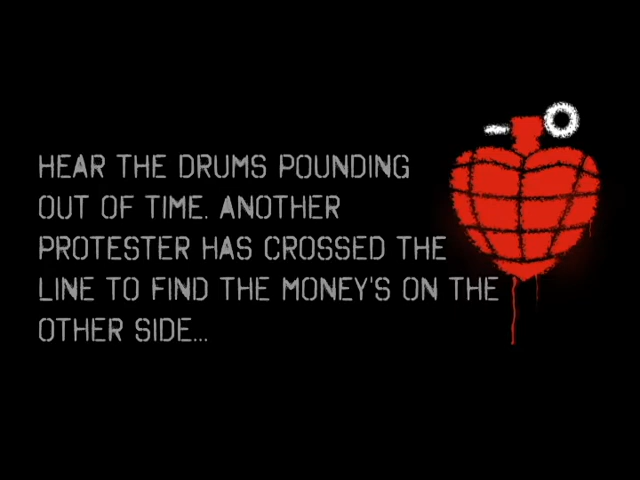 HEAR THE DRUMS POUNDING
OUT OF TIME. ANOTHER
PROTESTER HAS CROSSED THE
LINE TO FIND THE MONEY'S ON THE
OTHER SIDE...